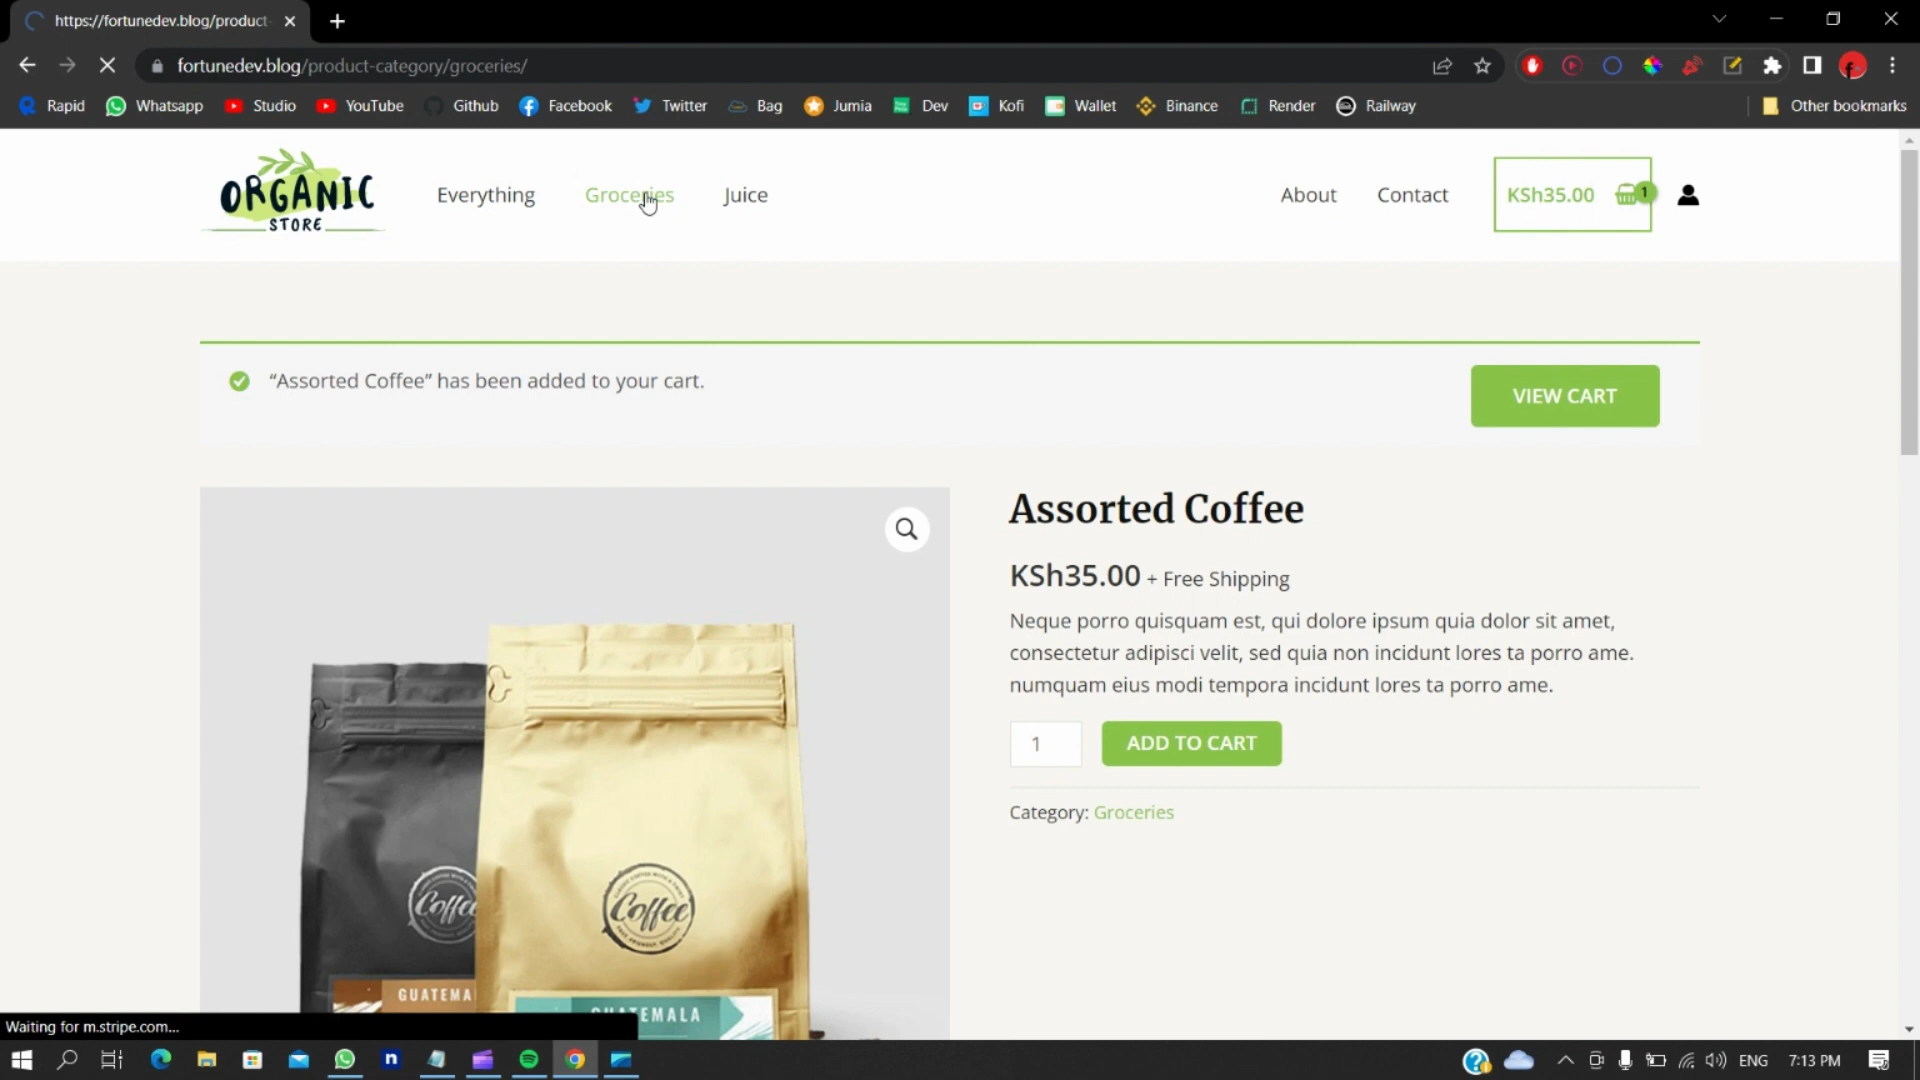 https://fortunedev.blog/product-
fortunedev.blog/product-category/groceries/
Rapid Whatsapp Studio YouTube Github Facebook Twitter Bag Jumia Dev Kofi Wallet Binance Render Railway Other bookmarks
ORGANIC
STORE
Everything Groceries Juice About Contact KSh35.00 1
“Assorted Coffee” has been added to your cart.
VIEW CART
Assorted Coffee
KSh35.00 + Free Shipping
Neque porro quisquam est, qui dolore ipsum quia dolor sit amet,
consectetur adipisci velit, sed quia non incidunt lores ta porro ame.
numquam eius modi tempora incidunt lores ta porro ame.
1 ADD TO CART
Category: Groceries
Coffee
Coffee
GUATEMA
GUATEMALA
Waiting for m.stripe.com...
ENG 7:13 PM